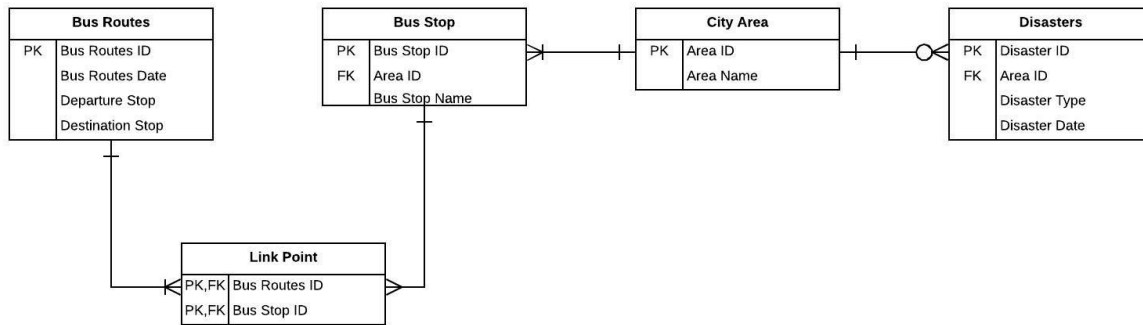 Bus Routes
PK Bus Routes ID
Bus Routes Date
Departure Stop
Destination Stop
Bus Stop
PK Bus Stop ID
FK Area ID
Bus Stop Name
City Area
PK Area ID
Area Name
Disasters
PK Disaster ID
FK Area ID
Disaster Type
Disaster Date
Link Point
PK,FK Bus Routes ID
PK,FK Bus Stop ID